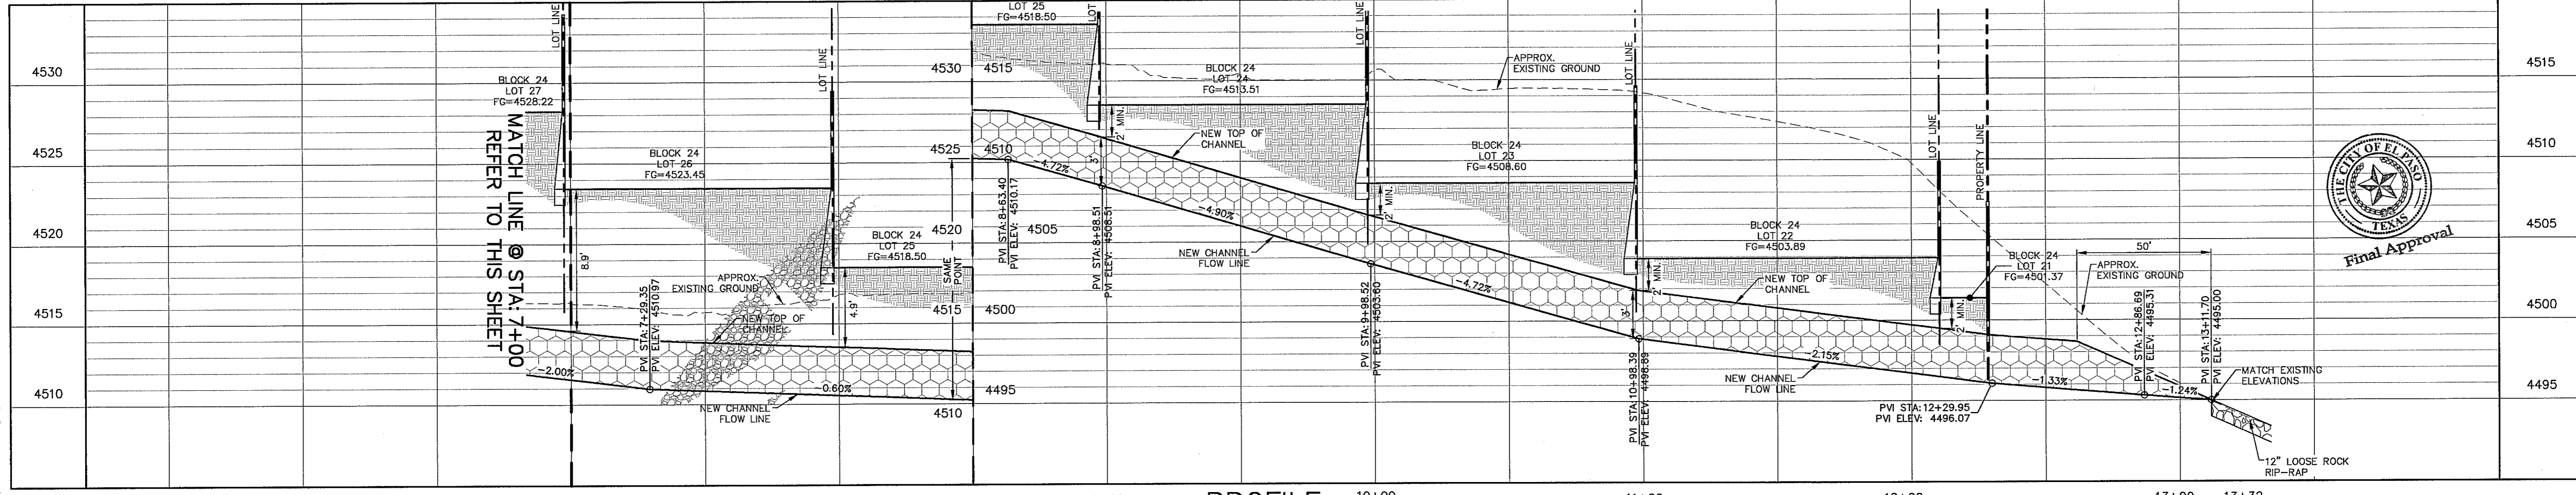 4530
4525
4520
4515
4510
BLOCK 24
LOT 27
FG=4528.22
LOT LINE
MATCH LINE @ STA:7+00
REFER TO THIS SHEET
BLOCK 24
LOT 26
FG=4523.45
8.9'
LOT LINE
APPROX.
EXISTING GROUND
NEW TOP OF
CHANNEL
-2.00%
PVI STA:7+29.35
PVI ELEV: 4510.97
-0.60%
NEW CHANNEL
FLOW LINE
BLOCK 24
LOT 25
FG=4518.50
4.9'
SAME
POINT
4530
4525
4520
4515
4510
4515
4510
4505
4500
4495
LOT 25
FG=4518.50
LOT
2' MIN.
3'
-4.72%
PVI STA:8+63.40
PVI ELEV: 4510.17
PVI STA:8+98.51
PVI ELEV: 4508.51
BLOCK 24
LOT 24
FG=4513.51
NEW TOP OF
CHANNEL
-4.90%
NEW CHANNEL
FLOW LINE
LOT LINE
2' MIN.
PVI STA:9+98.52
PVI ELEV: 4503.60
-4.72%
APPROX.
EXISTING GROUND
BLOCK 24
LOT 23
FG=4508.60
LOT LINE
2' MIN.
3'
PVI STA:10+98.39
PVI ELEV: 4498.89
BLOCK 24
LOT 22
FG=4503.89
NEW TOP OF
CHANNEL
-2.15%
NEW CHANNEL
FLOW LINE
LOT LINE
PROPERTY LINE
2' MIN.
BLOCK 24
LOT 21
FG=4501.37
PVI STA:12+29.95
PVI ELEV: 4496.07
-1.33%
50'
APPROX.
EXISTING GROUND
PVI STA:12+86.69
PVI ELEV: 4495.31
-1.24%
PVI STA:13+11.70
PVI ELEV: 4495.00
MATCH EXISTING
ELEVATIONS
12" LOOSE ROCK
RIP-RAP
THE CITY OF EL PASO
TEXAS
Final Approval
4515
4510
4505
4500
4495
PROFILE
10+00